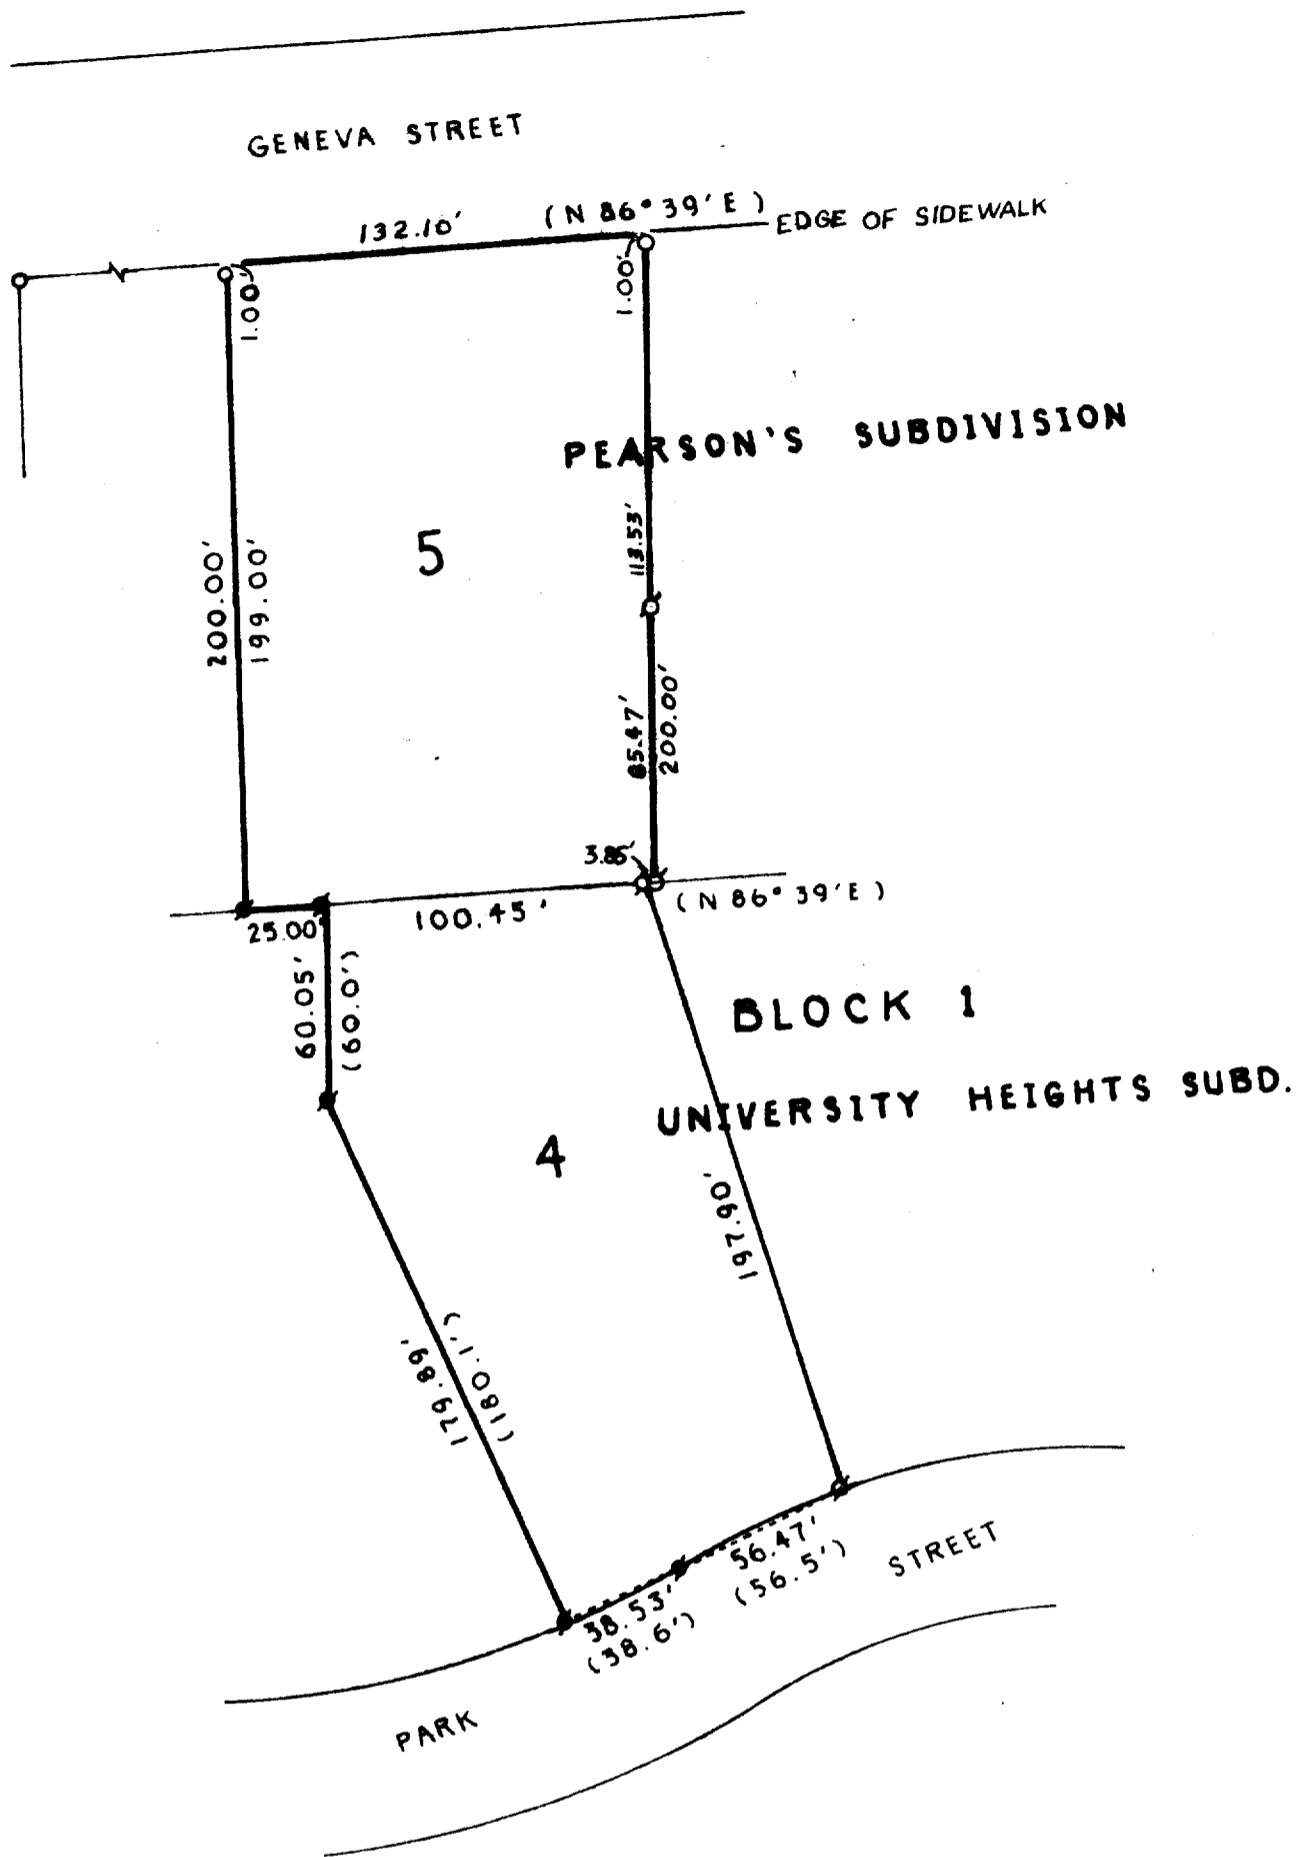 GENEVA STREET
132.10'
(N 86° 39' E)
EDGE OF SIDEWALK
1.00'
1.00'
PEARSON'S SUBDIVISION
5
113.53'
200.00'
199.00'
85.47'
200.00'
3.85'
(N 86° 39' E)
25.00'
100.45'
60.05'
(60.0')
BLOCK 1
UNIVERSITY HEIGHTS SUBD.
4
197.90'
179.89'
(180.1')
56.47'
(56.5')
38.53'
(38.6')
PARK STREET